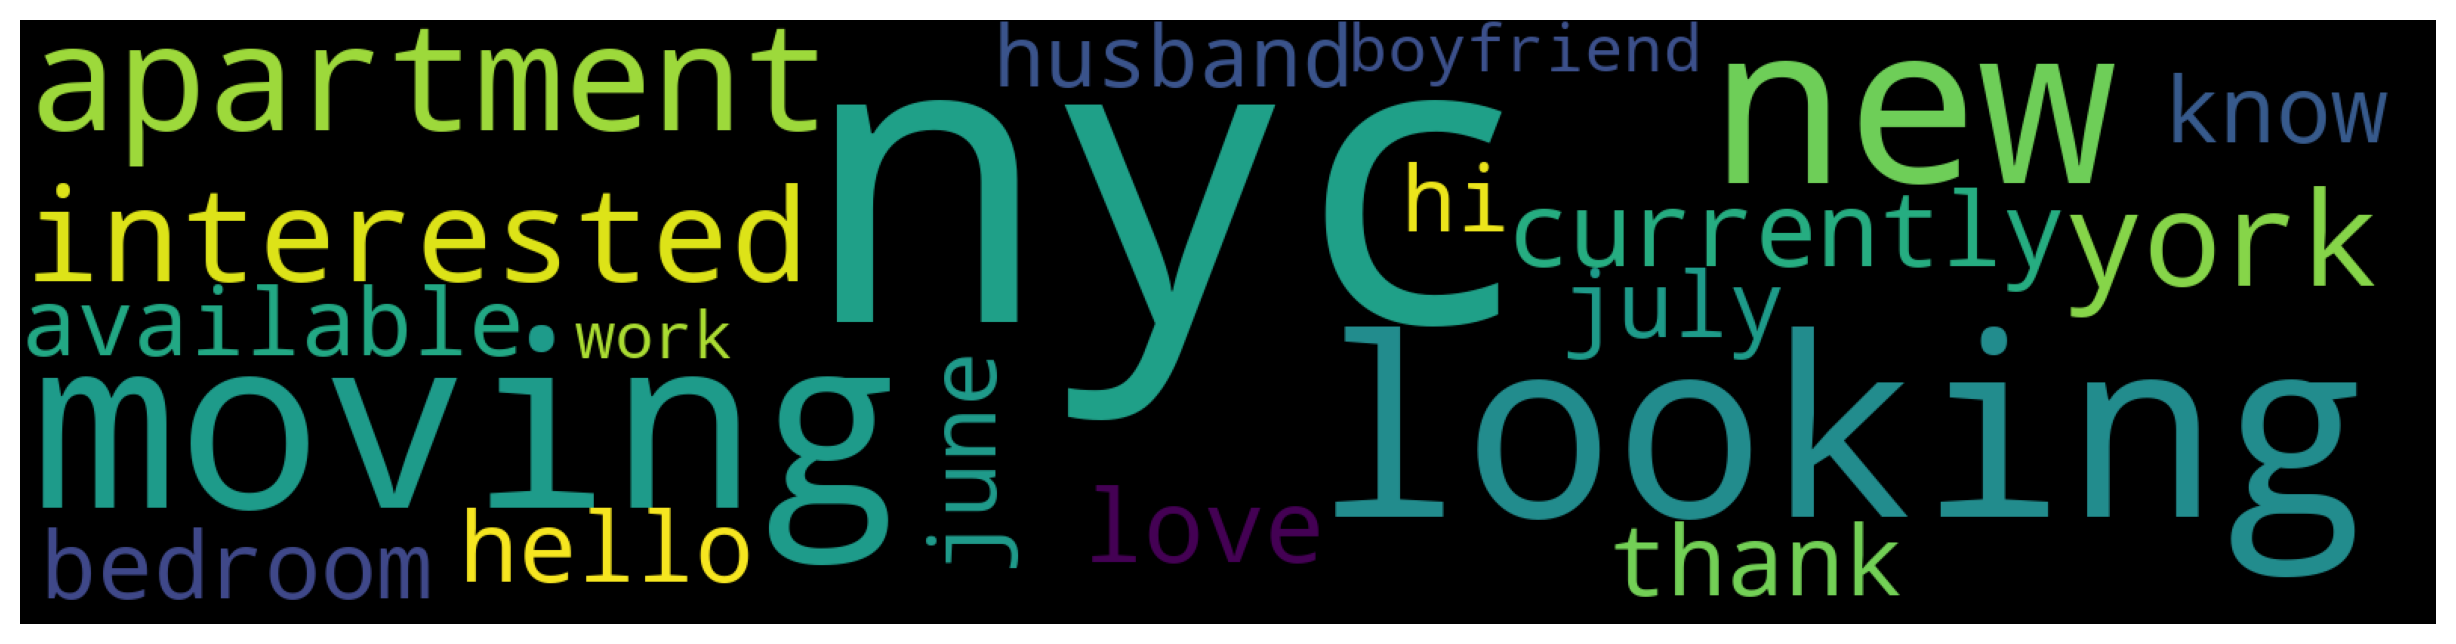 apartment
husband
boyfriend
new
know
nyc
interested
hi
currently
york
available
work
july
moving
june
looking
bedroom
hello
love
thank